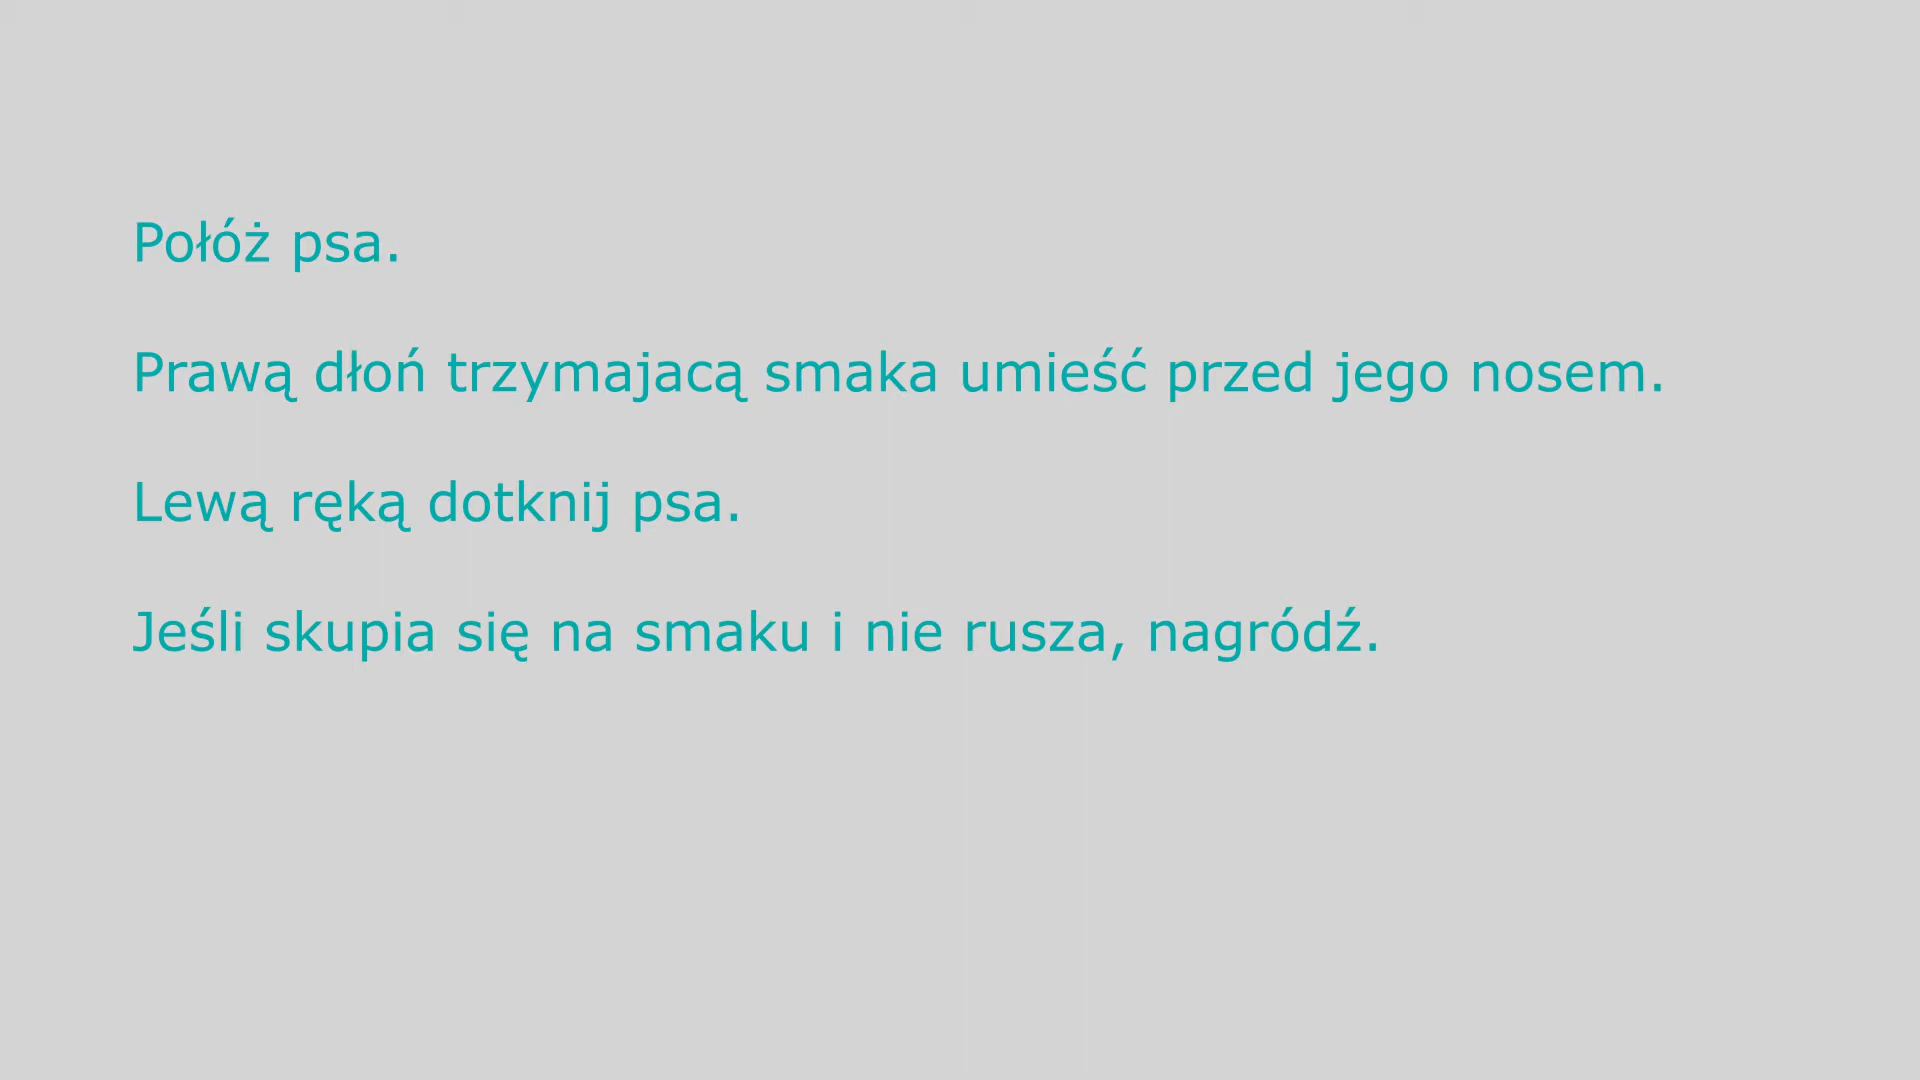 Połóż psa.
Prawą dłoń trzymajacą smaka umieść przed jego nosem.
Lewą ręką dotknij psa.
Jeśli skupia się na smaku i nie rusza, nagródź.